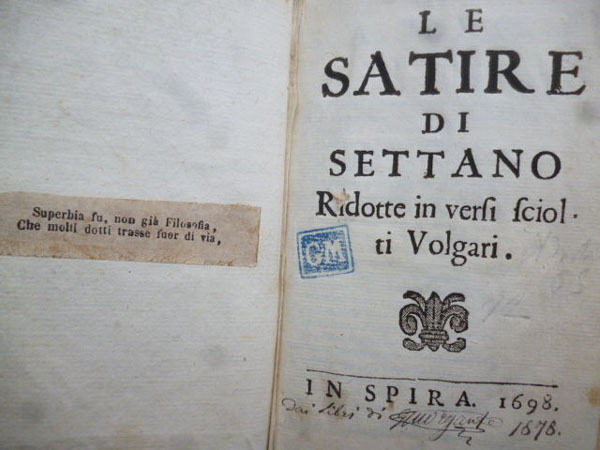 Superbia fu, non già Filosofia,
Che molti dotti trasse fuor di via,
LE
SATIRE
DI
SETTANO
Ridotte in versi sciol-
ti Volgari.
CM
IN SPIRA. 1698.
dai libri di
1878.